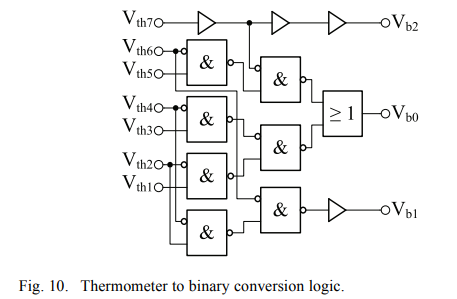 Vth7 Vb2
Vth6
& &
Vth5
Vth4 & ≥ 1 Vb0
Vth3
&
Vth2
& 
Vth1
& Vb1
&
Fig. 10. Thermometer to binary conversion logic.